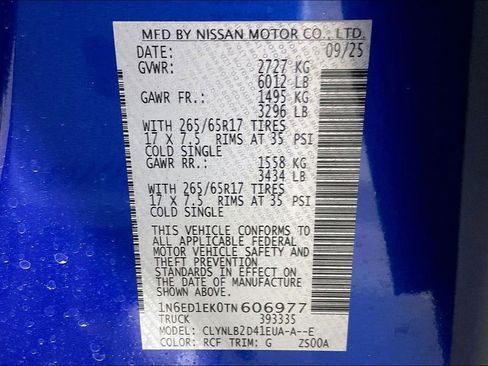 MFD BY NISSAN MOTOR CO., LTD.
DATE: 09/25
GVWR: 2727 KG
6012 LB
GAWR FR.: 1495 KG
3296 LB
WITH 265/65R17 TIRES
17 X 7.5 RIMS AT 35 PSI
COLD SINGLE
GAWR RR.: 1558 KG
3434 LB
WITH 265/65R17 TIRES
17 X 7.5 RIMS AT 35 PSI
COLD SINGLE
THIS VEHICLE CONFORMS TO
ALL APPLICABLE FEDERAL
MOTOR VEHICLE SAFETY AND
THEFT PREVENTION
STANDARDS IN EFFECT ON
THE DATE OF MANUFACTURE
SHOWN ABOVE.
1N6ED1EK0TN606977
TRUCK 393335
MODEL: CLYNLB2D41EUA-A--E
COLOR: RCF TRIM: G ZS00A